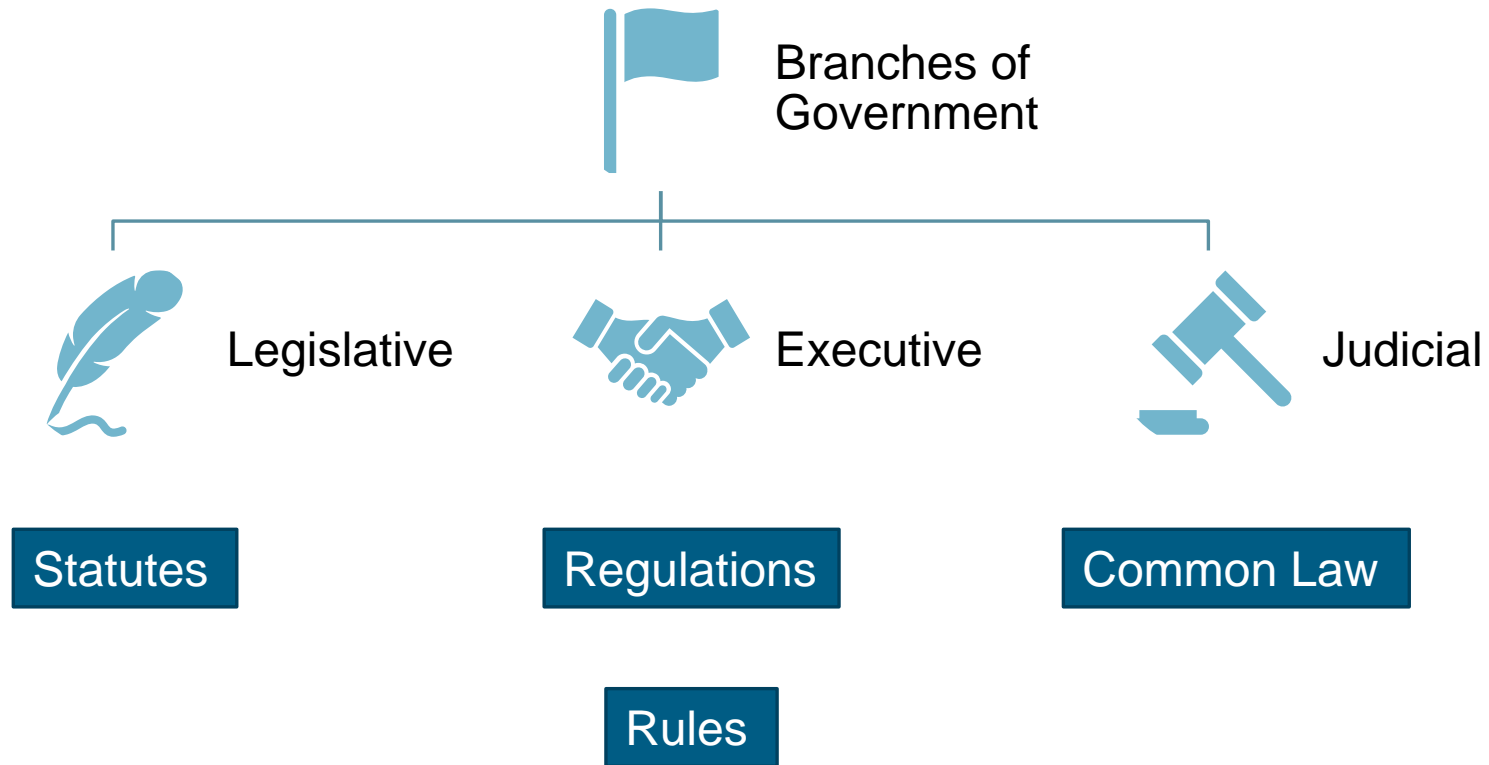 Branches of
Government
Legislative
Executive
Judicial
Statutes
Regulations
Common Law
Rules